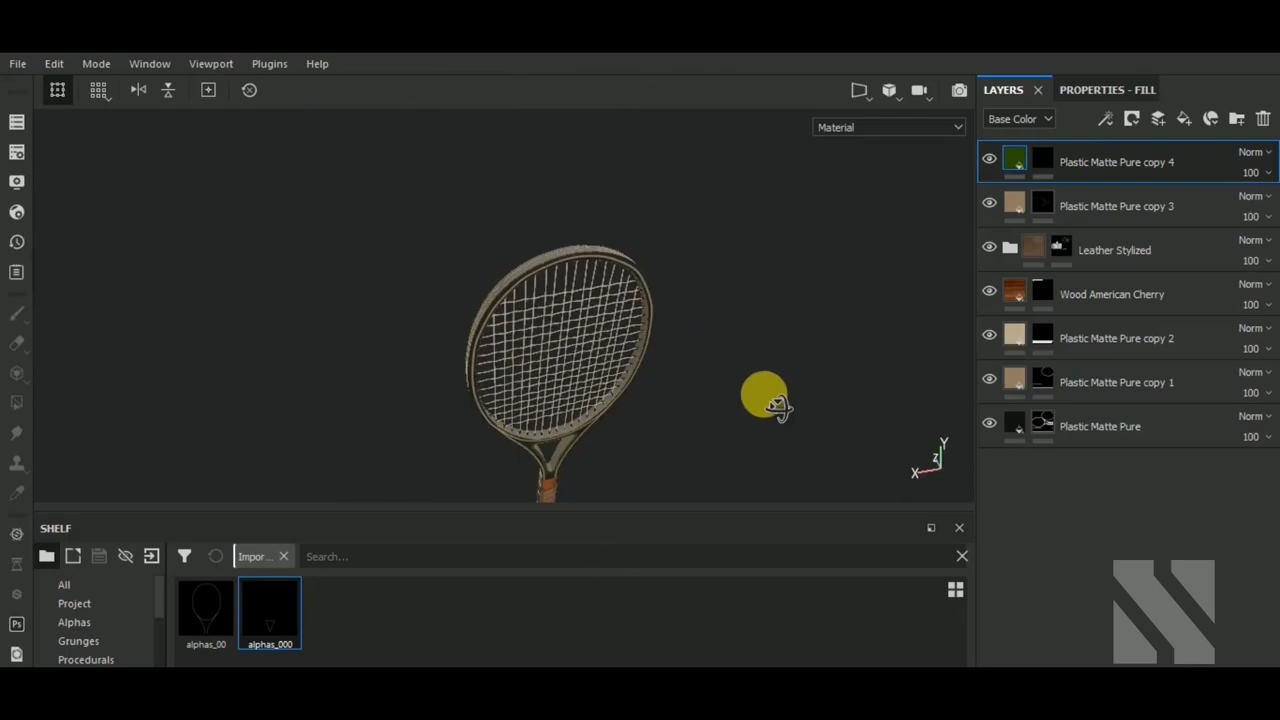 File Edit Mode Window Viewport Plugins Help
LAYERS PROPERTIES - FILL
Base Color
Material
Plastic Matte Pure copy 4 Norm
100
Plastic Matte Pure copy 3 Norm
100
Leather Stylized Norm
100
Wood American Cherry Norm
100
Plastic Matte Pure copy 2 Norm
100
Plastic Matte Pure copy 1 Norm
100
Plastic Matte Pure Norm
100
Y
Z
X
SHELF
Impor... Search...
All
Project
Alphas
Grunges
Procedurals
alphas_00 alphas_000
Ps